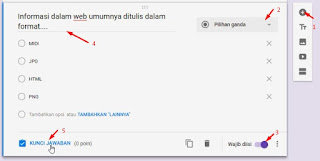 Informasi dalam web umumnya ditulis dalam
format....
Pilihan ganda
MIDI
JPG
HTML
PNG
Tambahkan opsi atau TAMBAHKAN "LAINNYA"
KUNCI JAWABAN (0 poin)
Wajib diisi
1
2
3
4
5
Tт